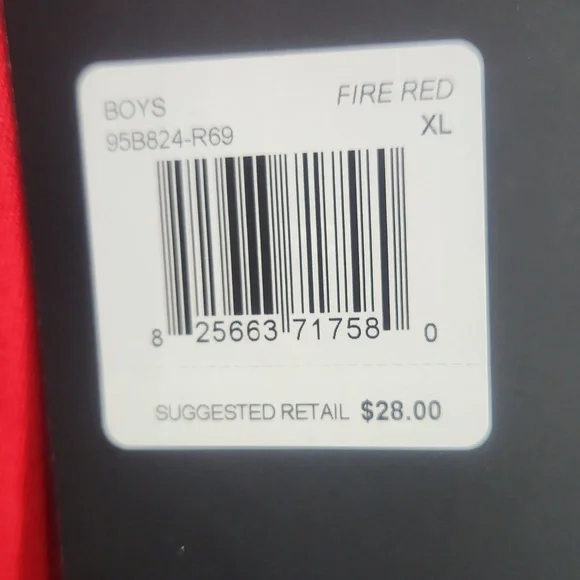 BOYS FIRE RED
95B824-R69 XL
8 25663 71758 0
SUGGESTED RETAIL $28.00